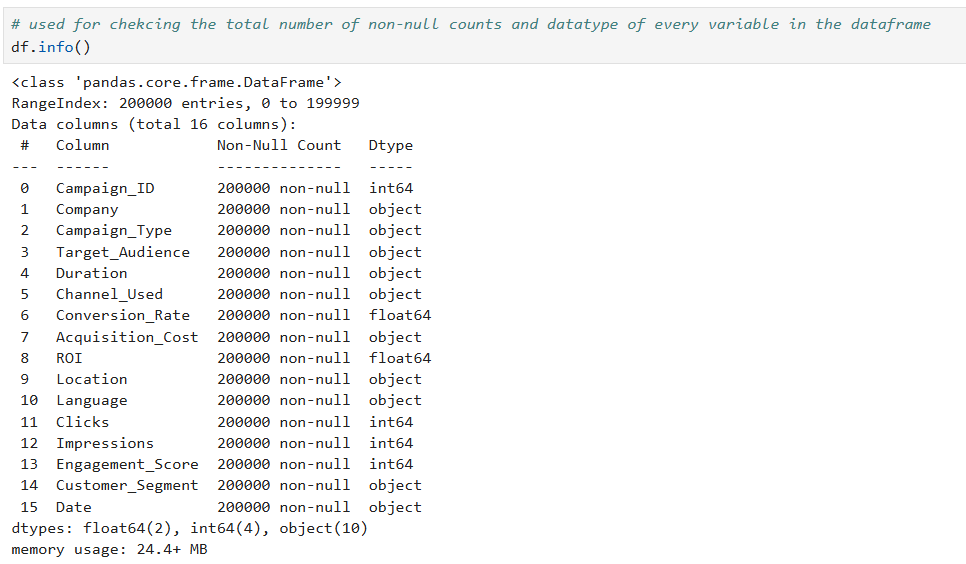 # used for chekcing the total number of non-null counts and datatype of every variable in the dataframe
df.info()
<class 'pandas.core.frame.DataFrame'>
RangeIndex: 200000 entries, 0 to 199999
Data columns (total 16 columns):
 #   Column            Non-Null Count   Dtype
---  ------            --------------   -----
 0   Campaign_ID       200000 non-null  int64
 1   Company           200000 non-null  object
 2   Campaign_Type     200000 non-null  object
 3   Target_Audience   200000 non-null  object
 4   Duration          200000 non-null  object
 5   Channel_Used      200000 non-null  object
 6   Conversion_Rate   200000 non-null  float64
 7   Acquisition_Cost  200000 non-null  object
 8   ROI               200000 non-null  float64
 9   Location          200000 non-null  object
 10  Language          200000 non-null  object
 11  Clicks            200000 non-null  int64
 12  Impressions       200000 non-null  int64
 13  Engagement_Score  200000 non-null  int64
 14  Customer_Segment  200000 non-null  object
 15  Date              200000 non-null  object
dtypes: float64(2), int64(4), object(10)
memory usage: 24.4+ MB